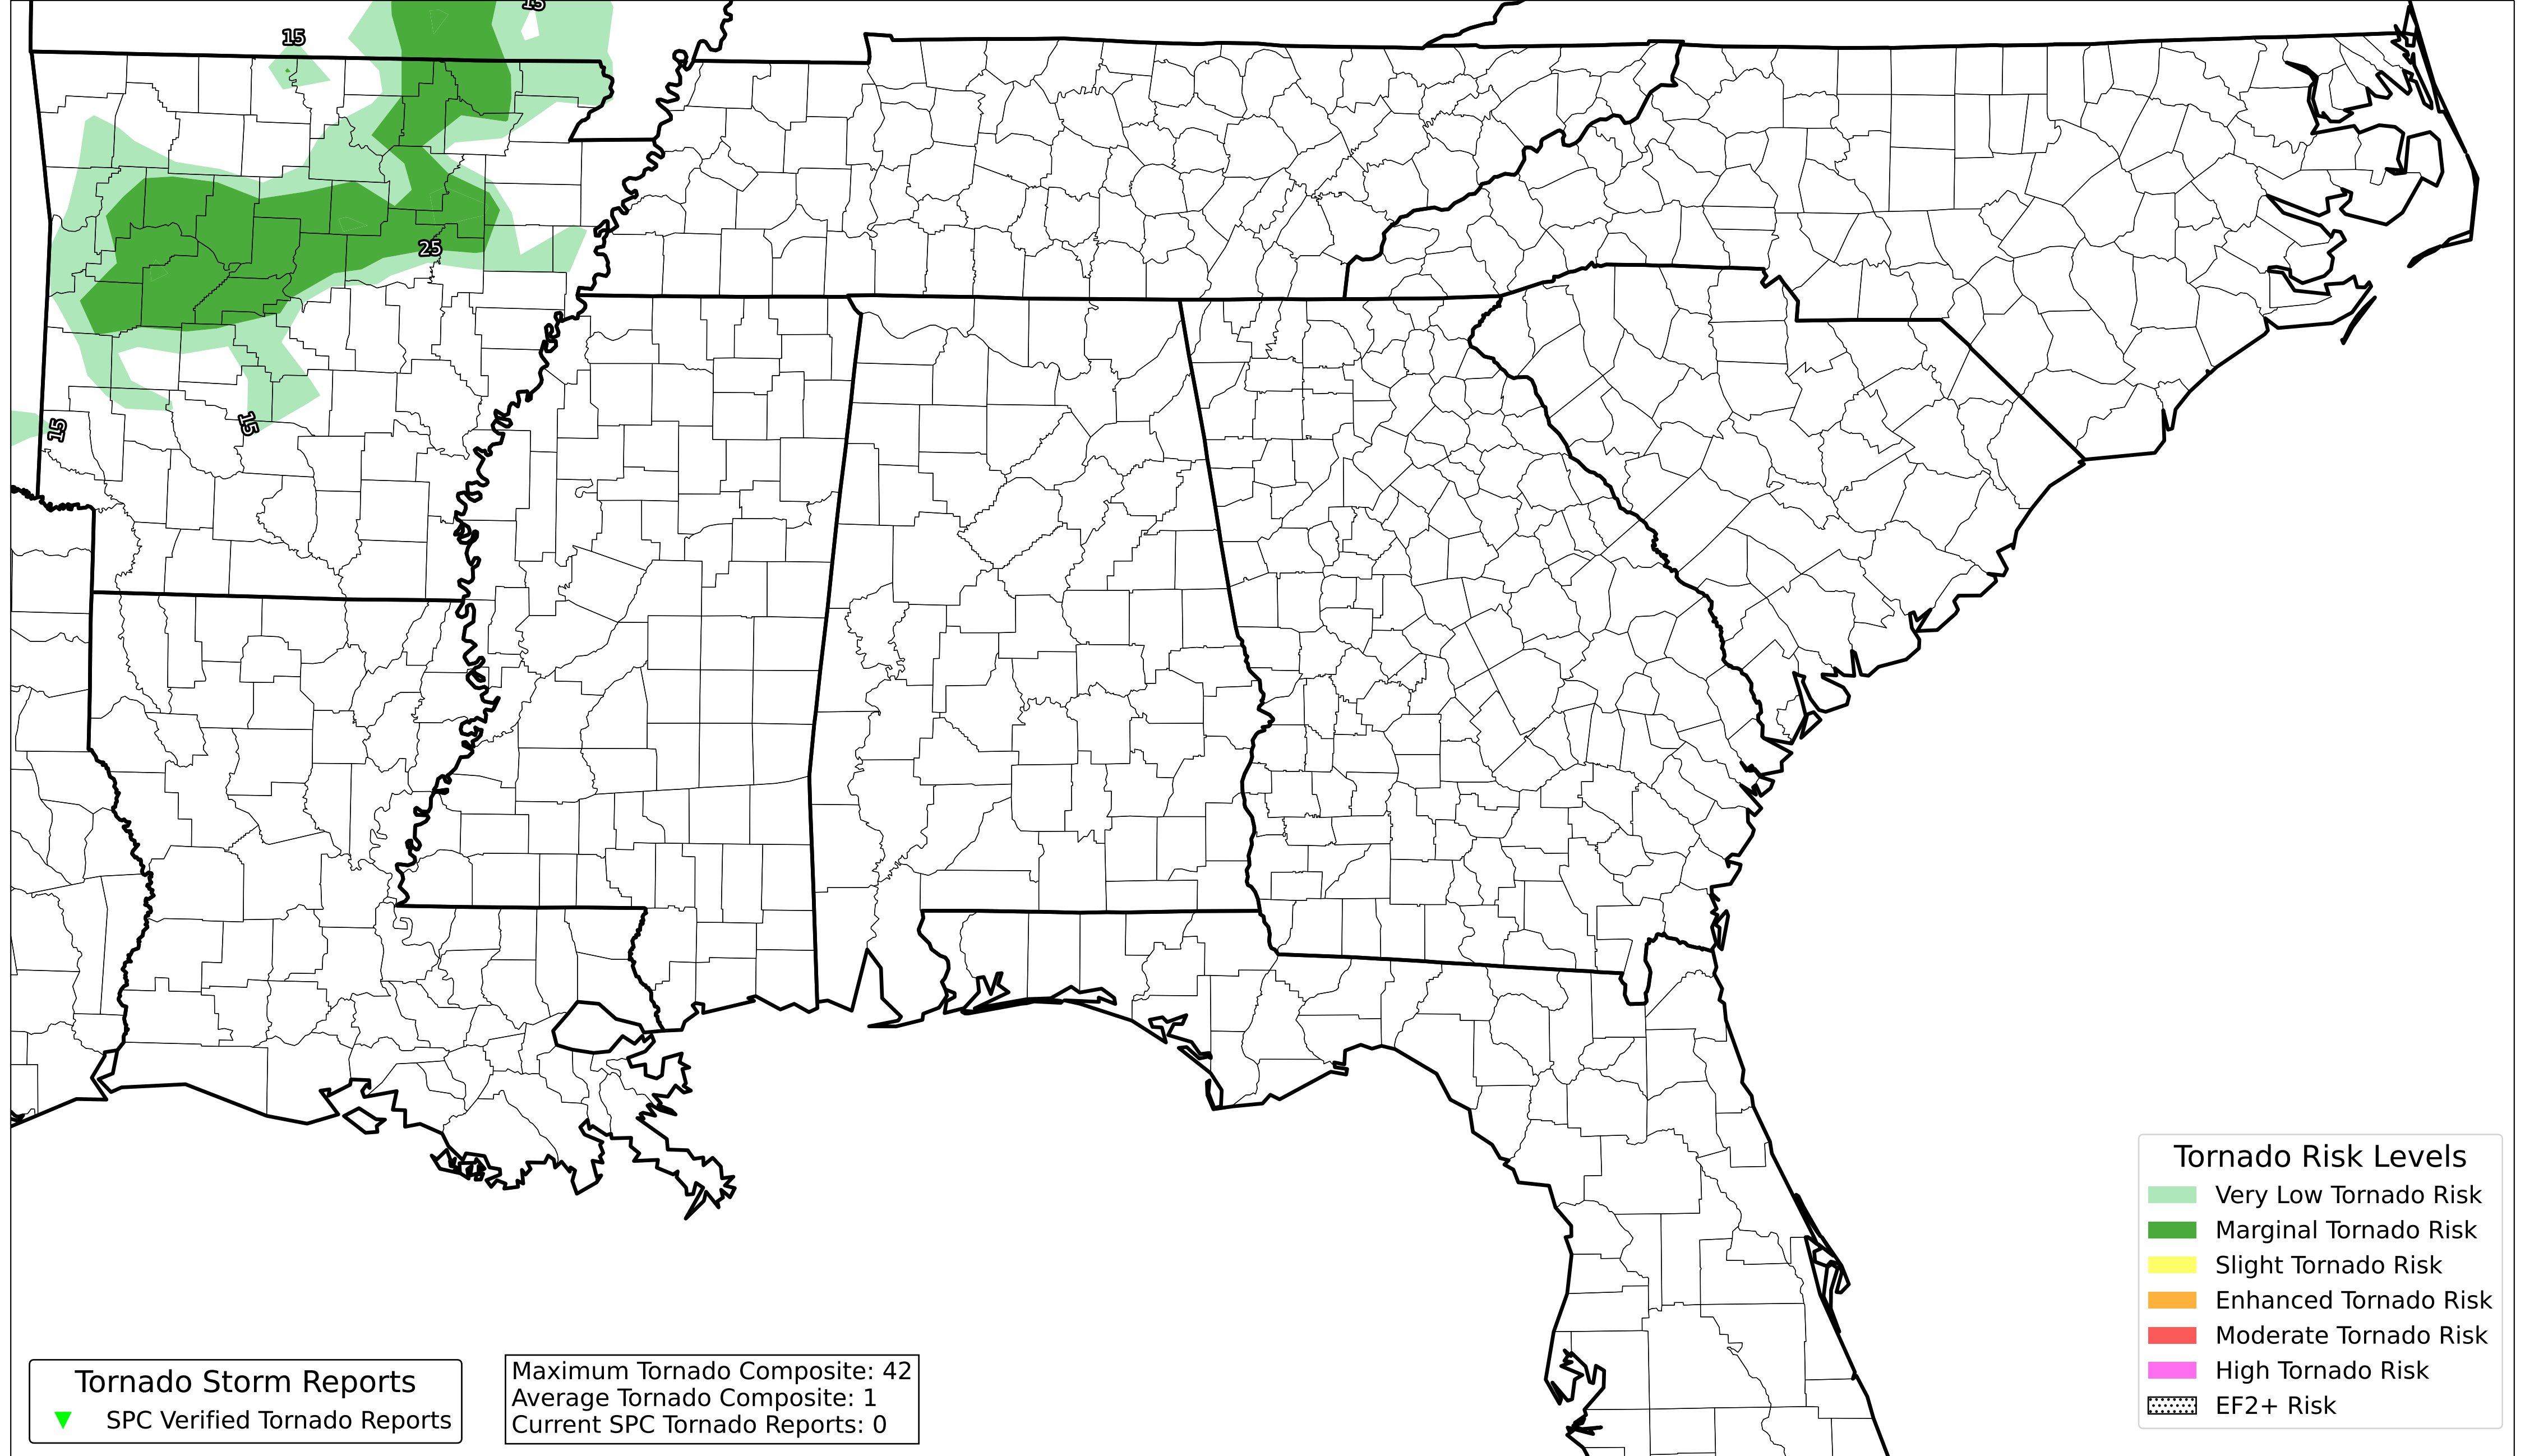 15
15
25
15
15
Tornado Risk Levels
Very Low Tornado Risk
Marginal Tornado Risk
Slight Tornado Risk
Enhanced Tornado Risk
Moderate Tornado Risk
High Tornado Risk
EF2+ Risk
Tornado Storm Reports
SPC Verified Tornado Reports
Maximum Tornado Composite: 42
Average Tornado Composite: 1
Current SPC Tornado Reports: 0